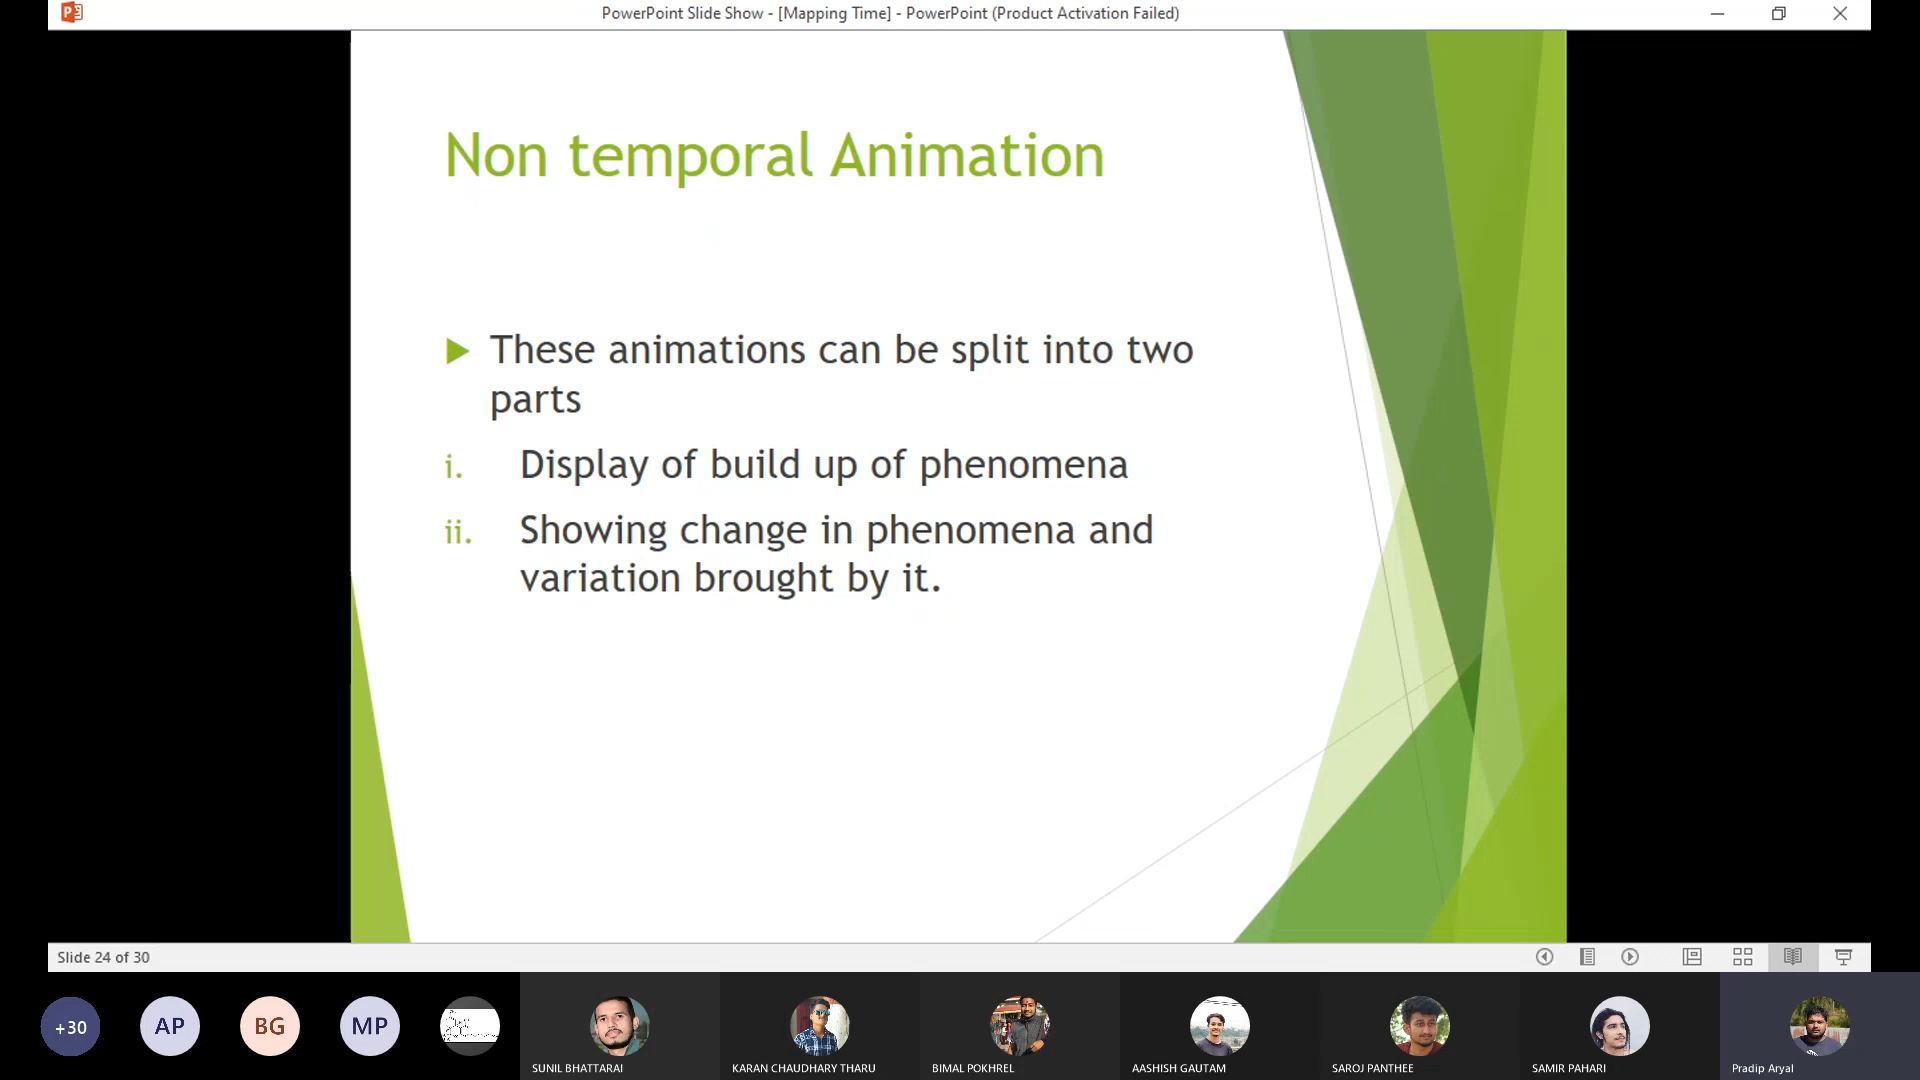 PowerPoint Slide Show - [Mapping Time] - PowerPoint (Product Activation Failed)
Non temporal Animation
These animations can be split into two
parts
i. Display of build up of phenomena
ii. Showing change in phenomena and
variation brought by it.
Slide 24 of 30
+30 AP BG MP
SUNIL BHATTARAI KARAN CHAUDHARY THARU BIMAL POKHREL AASHISH GAUTAM SAROJ PANTHEE SAMIR PAHARI Pradip Aryal